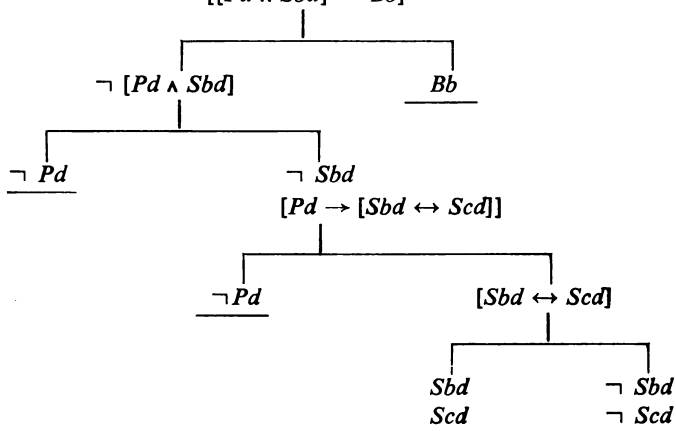 ¬ [Pd ∧ Sbd] Bb
¬ Pd ¬ Sbd
[Pd → [Sbd ↔ Scd]]
¬Pd [Sbd ↔ Scd]
Sbd ¬ Sbd
Scd ¬ Scd